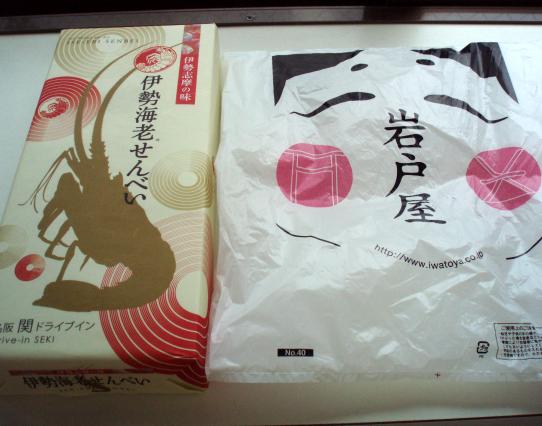 伊勢志摩の味
伊勢海老せんべい
関ドライブイン
Drive-in SEKI
伊勢海老せんべい
岩戸屋
http://www.iwatoya.co.jp
No.40